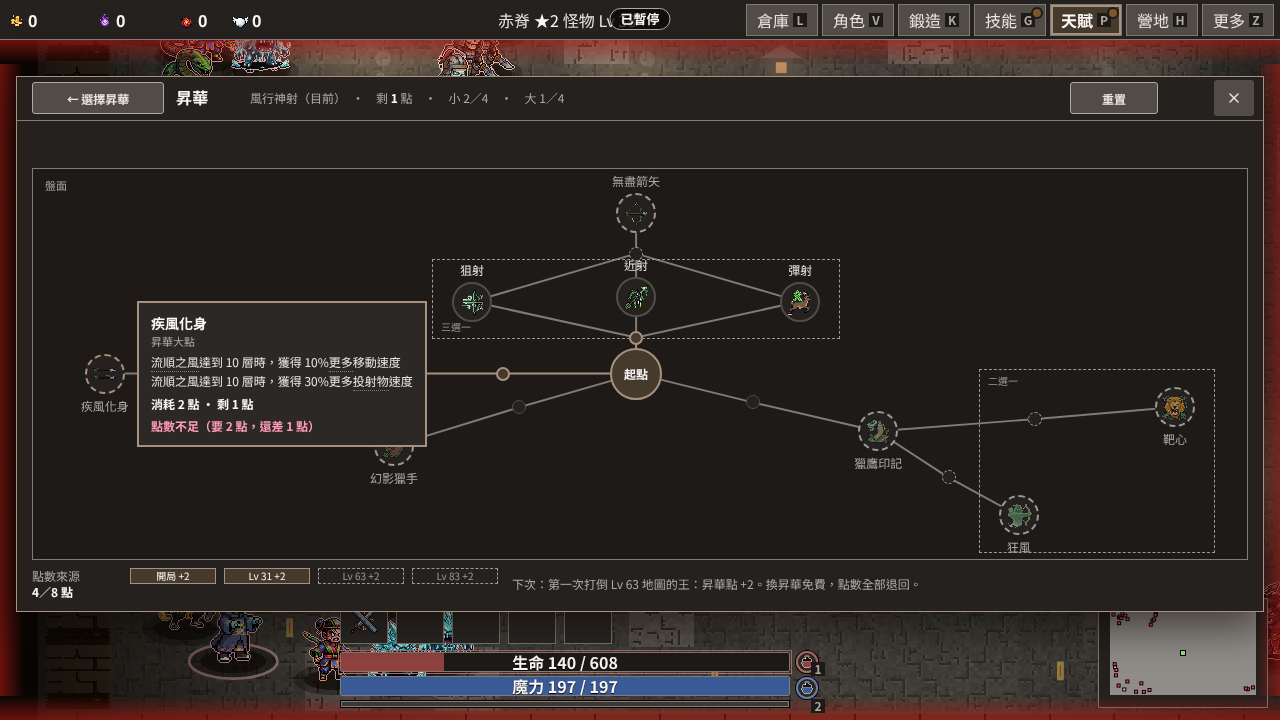 0
0
0
0
赤脊 ★2 怪物 Lv
已暫停
倉庫 L
角色 V
鍛造 K
技能 G
天賦 P
營地 H
更多 Z
← 選擇昇華
昇華
風行神射（目前） · 剩 1 點 · 小 2／4 · 大 1／4
重置
×
盤面
無盡箭矢
狙射
近射
彈射
三選一
疾風化身
昇華大點
流順之風達到 10 層時，獲得 10%更多移動速度
流順之風達到 10 層時，獲得 30%更多投射物速度
消耗 2 點 · 剩 1 點
點數不足（要 2 點，還差 1 點）
起點
二選一
疾風化身
靶心
獵鷹印記
幻影獵手
狂風
點數來源
4／8 點
開局 +2
Lv 31 +2
Lv 63 +2
Lv 83 +2
下次：第一次打倒 Lv 63 地圖的王：昇華點 +2。換昇華免費，點數全部退回。
生命 140 / 608
1
魔力 197 / 197
2